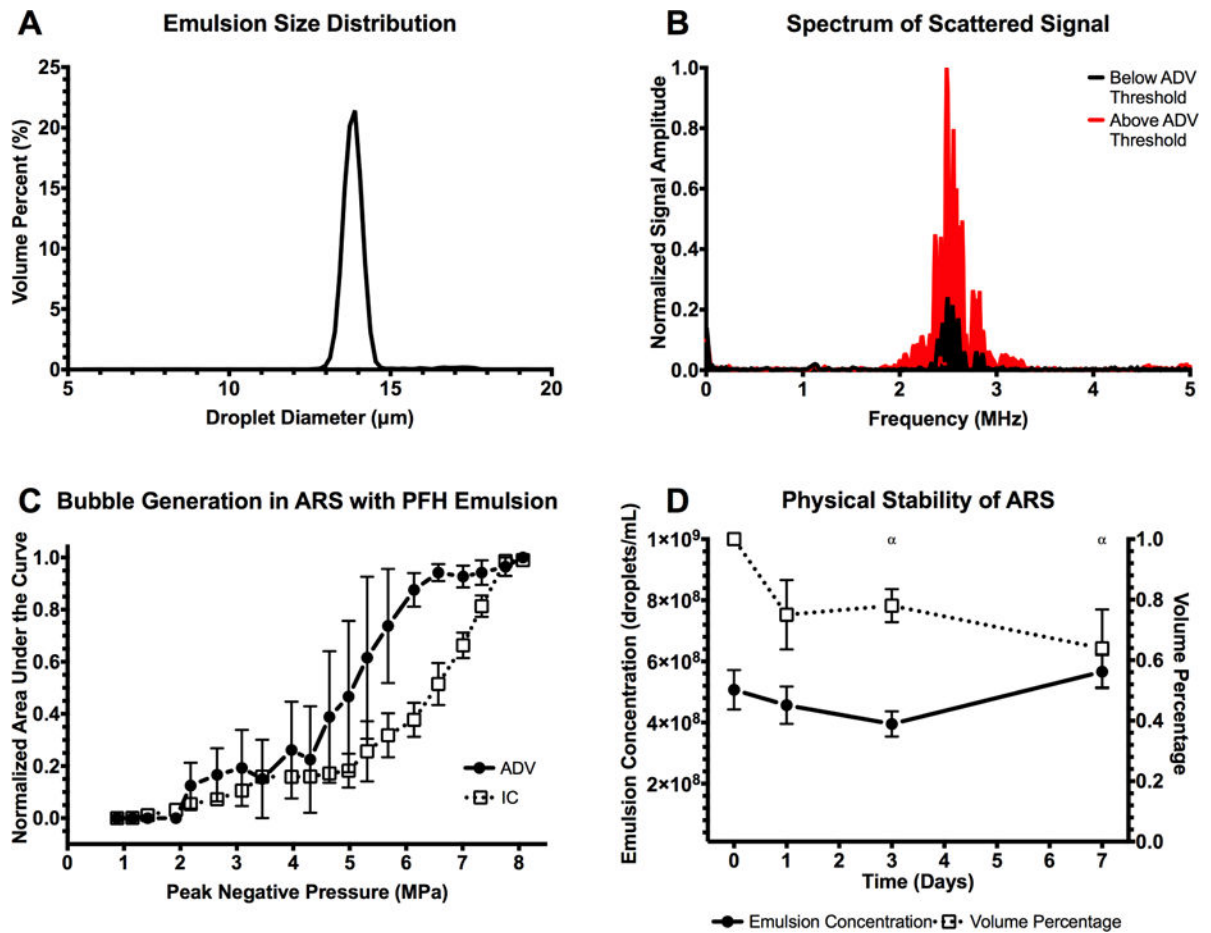 A
Emulsion Size Distribution
25
20
15
10
5
0
Volume Percent (%)
5
10
15
20
Droplet Diameter (µm)
B
Spectrum of Scattered Signal
1.0
0.8
0.6
0.4
0.2
0.0
Normalized Signal Amplitude
Below ADV
Threshold
Above ADV
Threshold
0
1
2
3
4
5
Frequency (MHz)
C
Bubble Generation in ARS with PFH Emulsion
1.0
0.8
0.6
0.4
0.2
0.0
Normalized Area Under the Curve
ADV
IC
0
1
2
3
4
5
6
7
8
Peak Negative Pressure (MPa)
D
Physical Stability of ARS
1×10⁹
8×10⁸
6×10⁸
4×10⁸
2×10⁸
Emulsion Concentration (droplets/mL)
α
α
1.0
0.8
0.6
0.4
0.2
0.0
Volume Percentage
0
1
2
3
4
5
6
7
Time (Days)
Emulsion Concentration
Volume Percentage